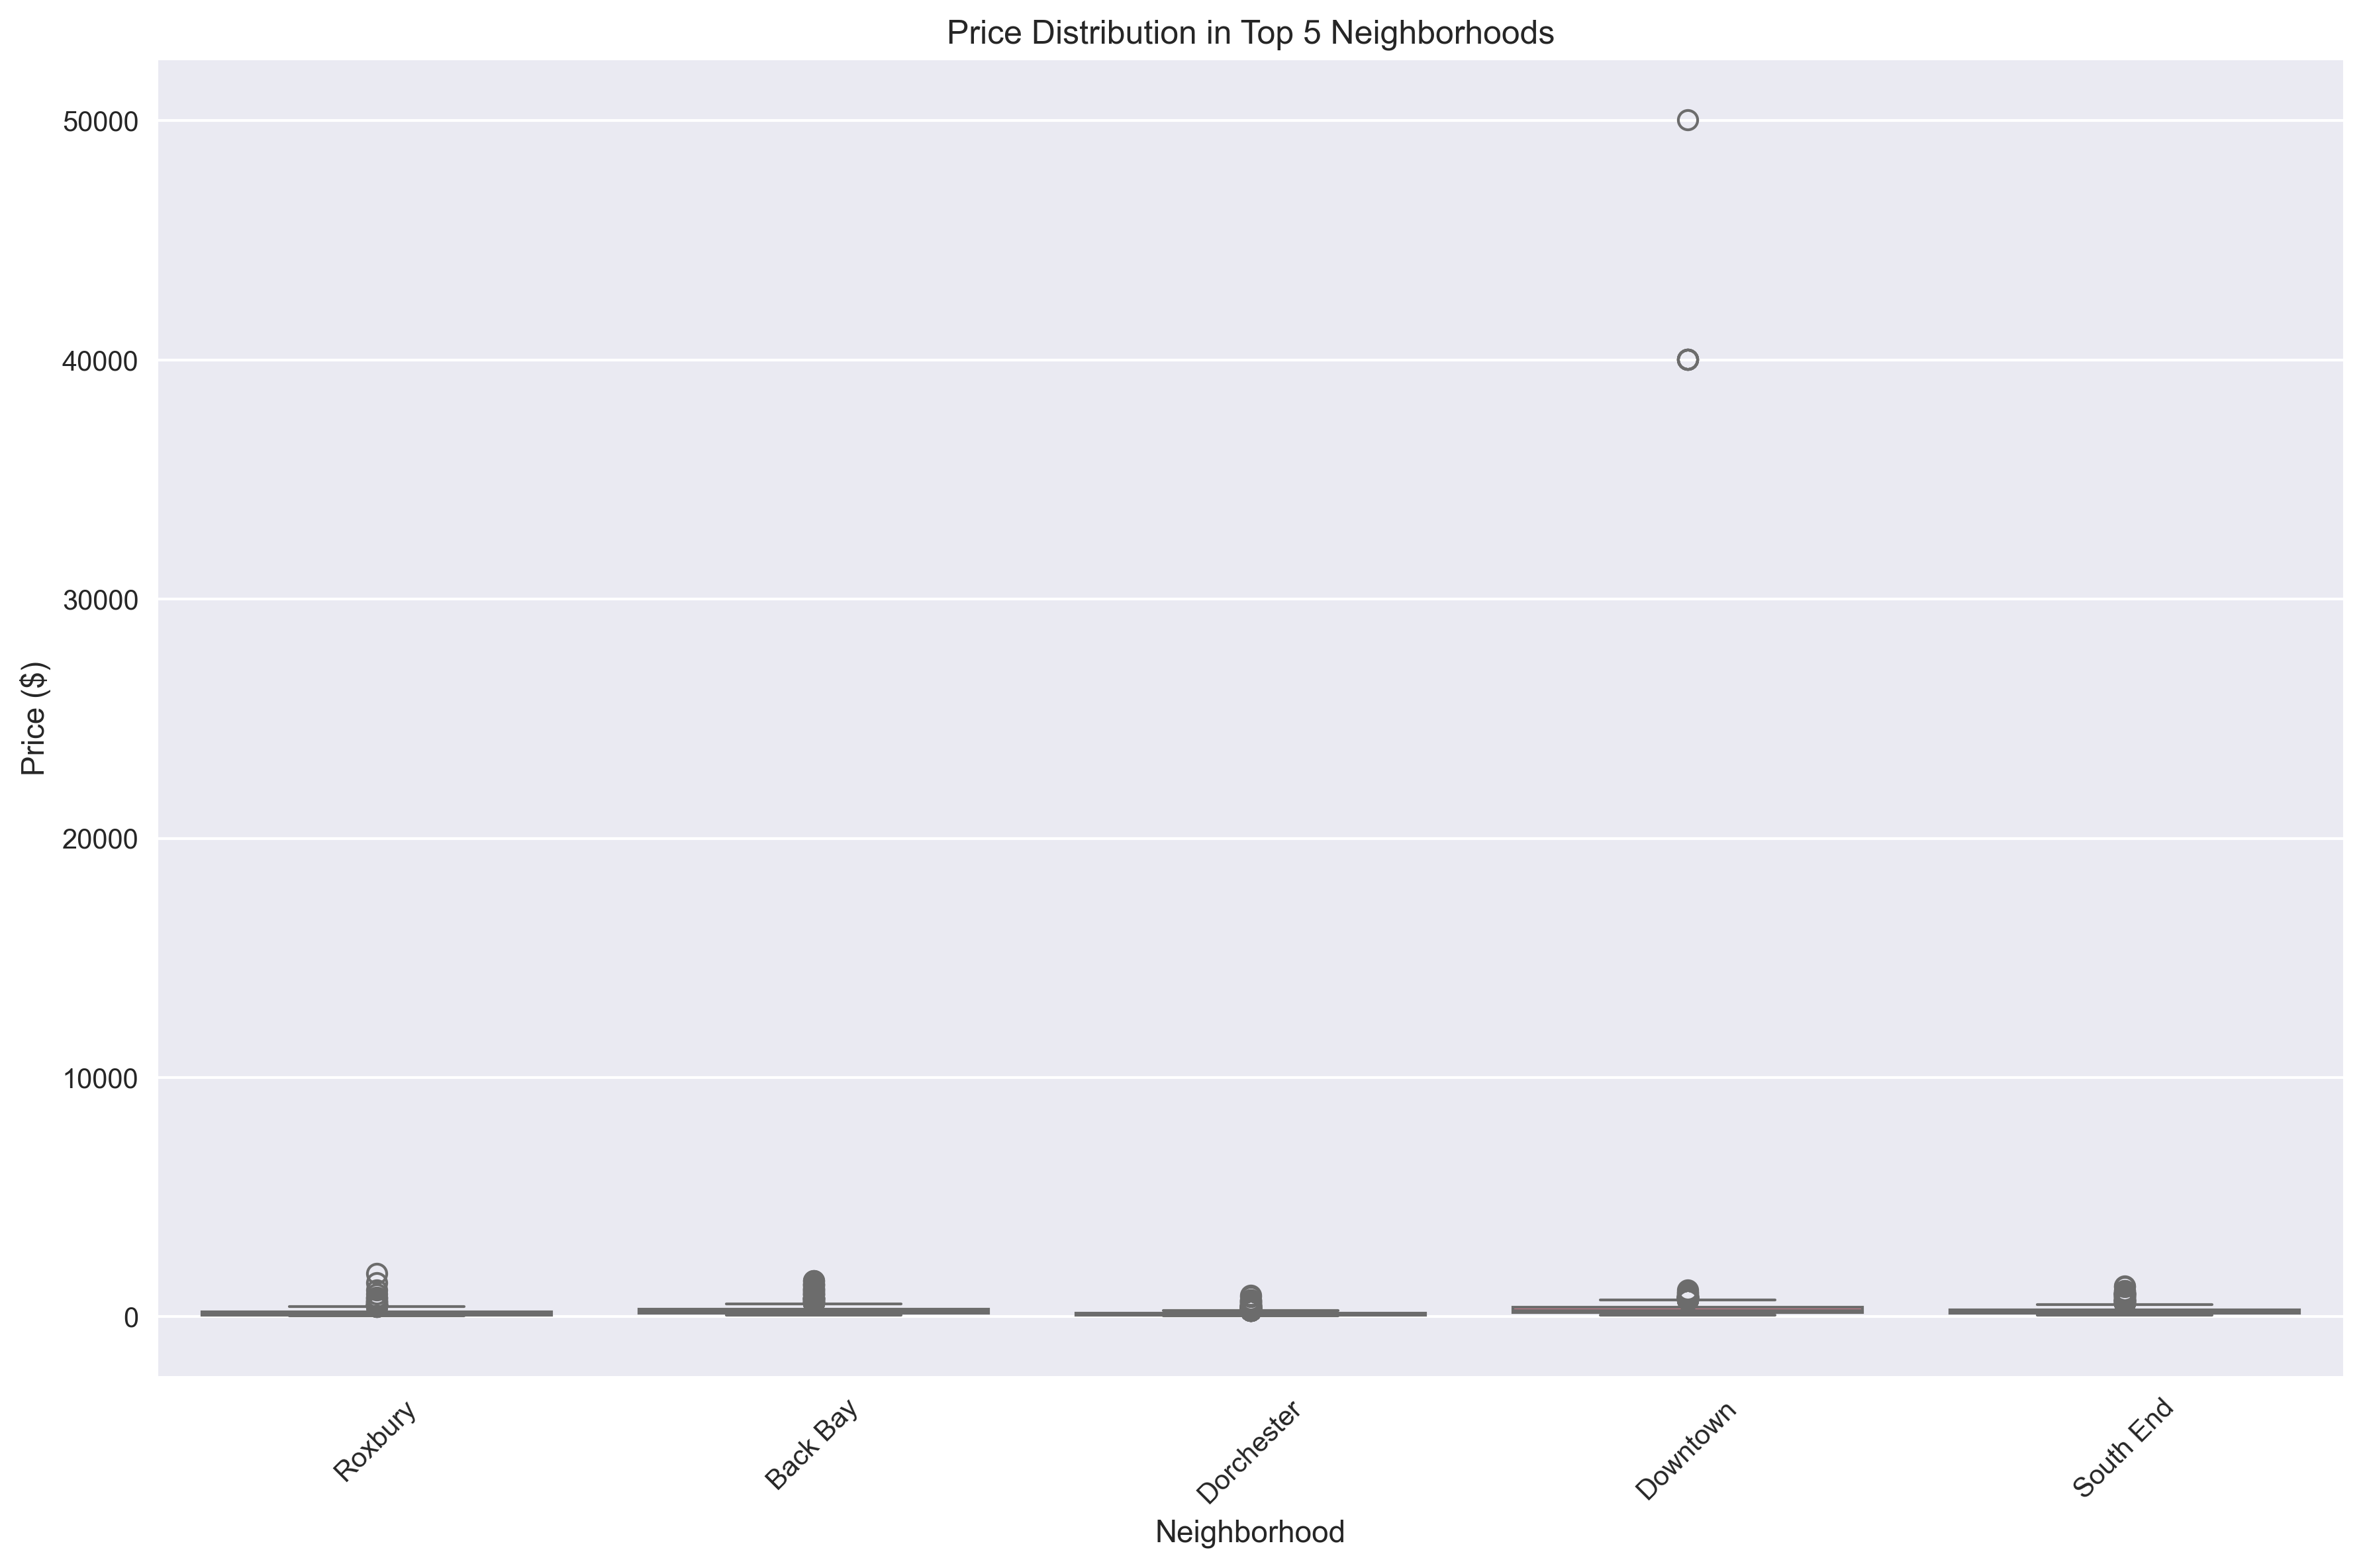 Price Distribution in Top 5 Neighborhoods
50000
40000
30000
20000
10000
0
Price ($)
Roxbury
Back Bay
Dorchester
Downtown
South End
Neighborhood